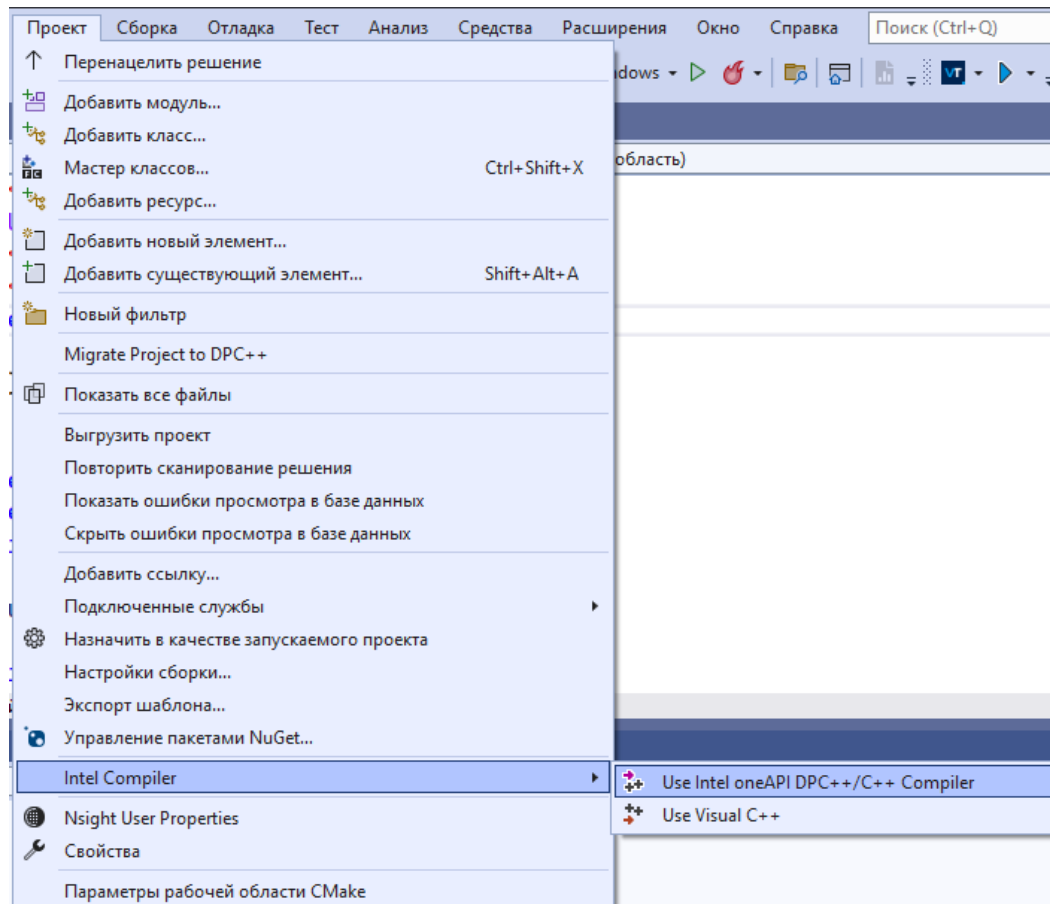 Проект Сборка Отладка Тест Анализ Средства Расширения Окно Справка Поиск (Ctrl+Q)
Перенацелить решение
Добавить модуль...
Добавить класс...
Мастер классов... Ctrl+Shift+X
область)
Добавить ресурс...
Добавить новый элемент...
Добавить существующий элемент... Shift+Alt+A
Новый фильтр
Migrate Project to DPC++
Показать все файлы
Выгрузить проект
Повторить сканирование решения
Показать ошибки просмотра в базе данных
Скрыть ошибки просмотра в базе данных
Добавить ссылку...
Подключенные службы
Назначить в качестве запускаемого проекта
Настройки сборки...
Экспорт шаблона...
Управление пакетами NuGet...
Intel Compiler
Use Intel oneAPI DPC++/C++ Compiler
Use Visual C++
Nsight User Properties
Свойства
Параметры рабочей области CMake